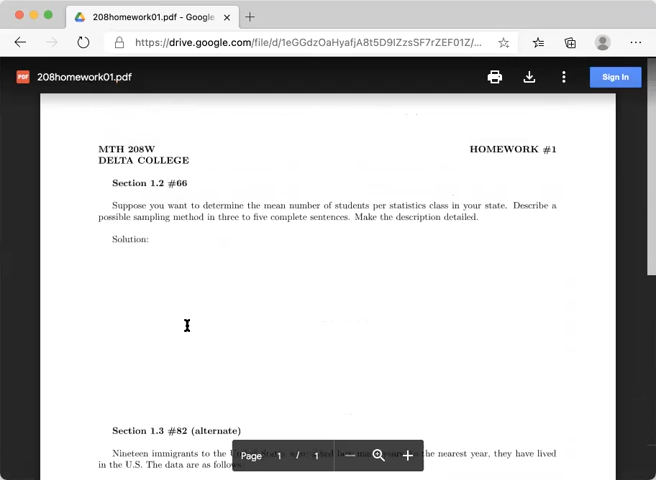 208homework01.pdf - Google
https://drive.google.com/file/d/1eGGdzOaHyafjA8t5D9IZzsSF7rZEF01Z/...
PDF 208homework01.pdf
Sign In
MTH 208W HOMEWORK #1
DELTA COLLEGE
Section 1.2 #66
Suppose you want to determine the mean number of students per statistics class in your state. Describe a
possible sampling method in three to five complete sentences. Make the description detailed.
Solution:
Section 1.3 #82 (alternate)
Nineteen immigrants to the the nearest year, they have lived
in the U.S. The data are as follows
Page 1 / 1